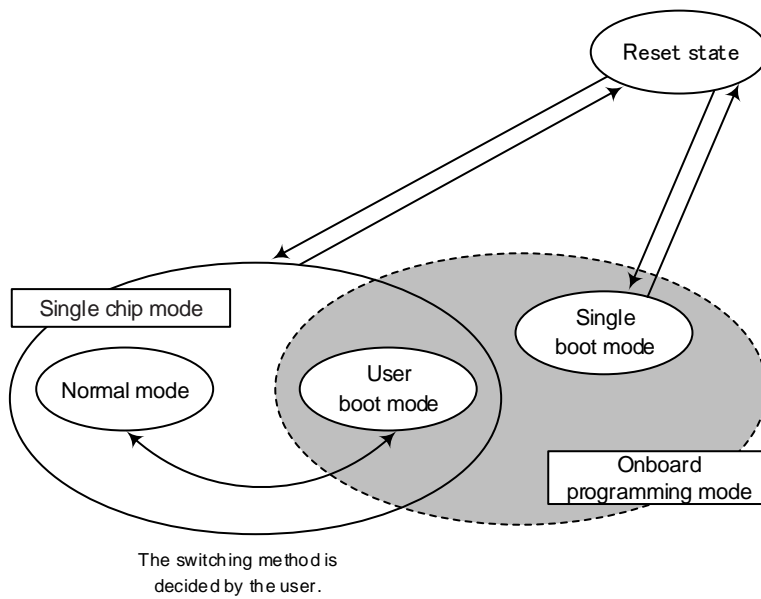 Reset state
Single chip mode
Single
boot mode
Normal mode
User
boot mode
Onboard
programming mode
The switching method is
decided by the user.